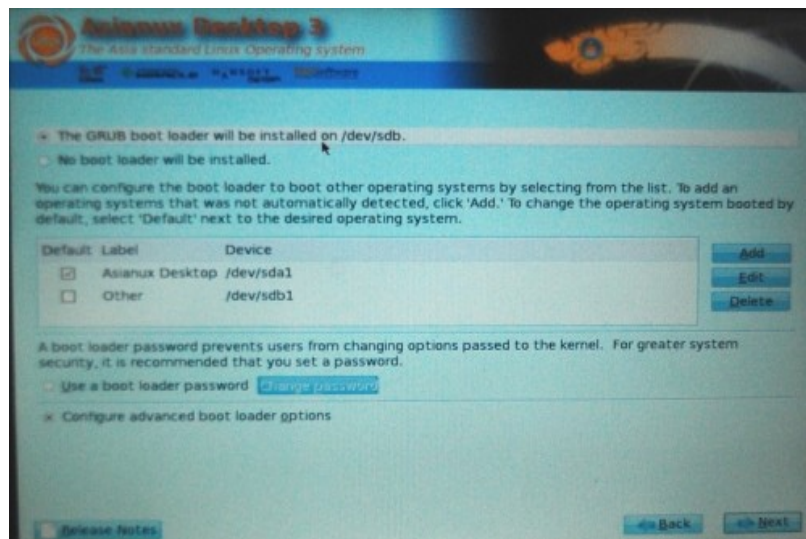 Asianux Desktop 3
The Asia standard Linux Operating system
The GRUB boot loader will be installed on /dev/sdb.
No boot loader will be installed.
You can configure the boot loader to boot other operating systems by selecting from the list. To add an
operating systems that was not automatically detected, click 'Add.' To change the operating system booted by
default, select 'Default' next to the desired operating system.
Default Label Device
Asianux Desktop /dev/sda1
Other /dev/sdb1
Add
Edit
Delete
A boot loader password prevents users from changing options passed to the kernel. For greater system
security, it is recommended that you set a password.
Use a boot loader password Change password
Configure advanced boot loader options
Release Notes Back Next